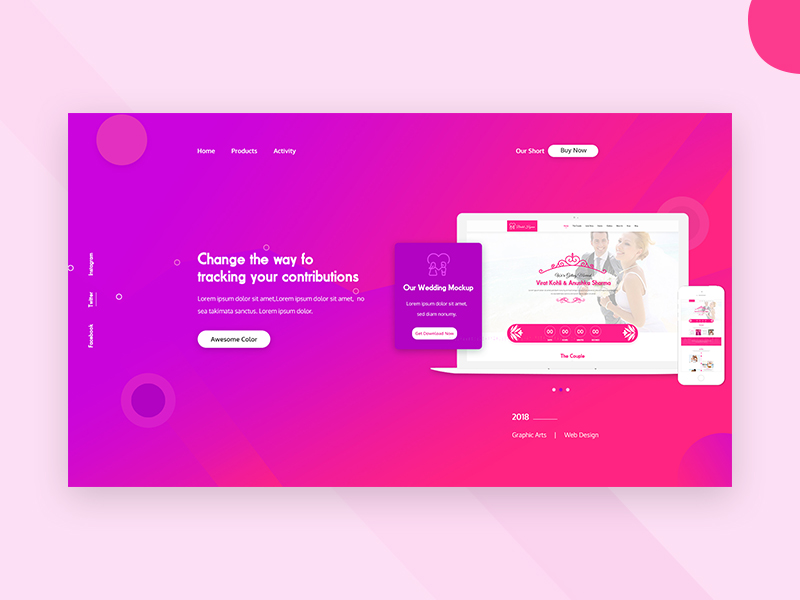 Home Products Activity
Our Short Buy Now
Instagram
Twitter
Facebook
Change the way fo
tracking your contributions
Lorem ipsum dolor sit amet,Lorem ipsum dolor sit amet, no
sea takimata sanctus. Lorem ipsum dolor.
Awesome Color
Our Wedding Mockup
Lorem ipsum dolor sit amet,
sed diam nonumy.
Get Download Now
We're Getting Married
Virat Kohli & Anushka Sharma
00 00 00 00
The Couple
2018
Graphic Arts | Web Design